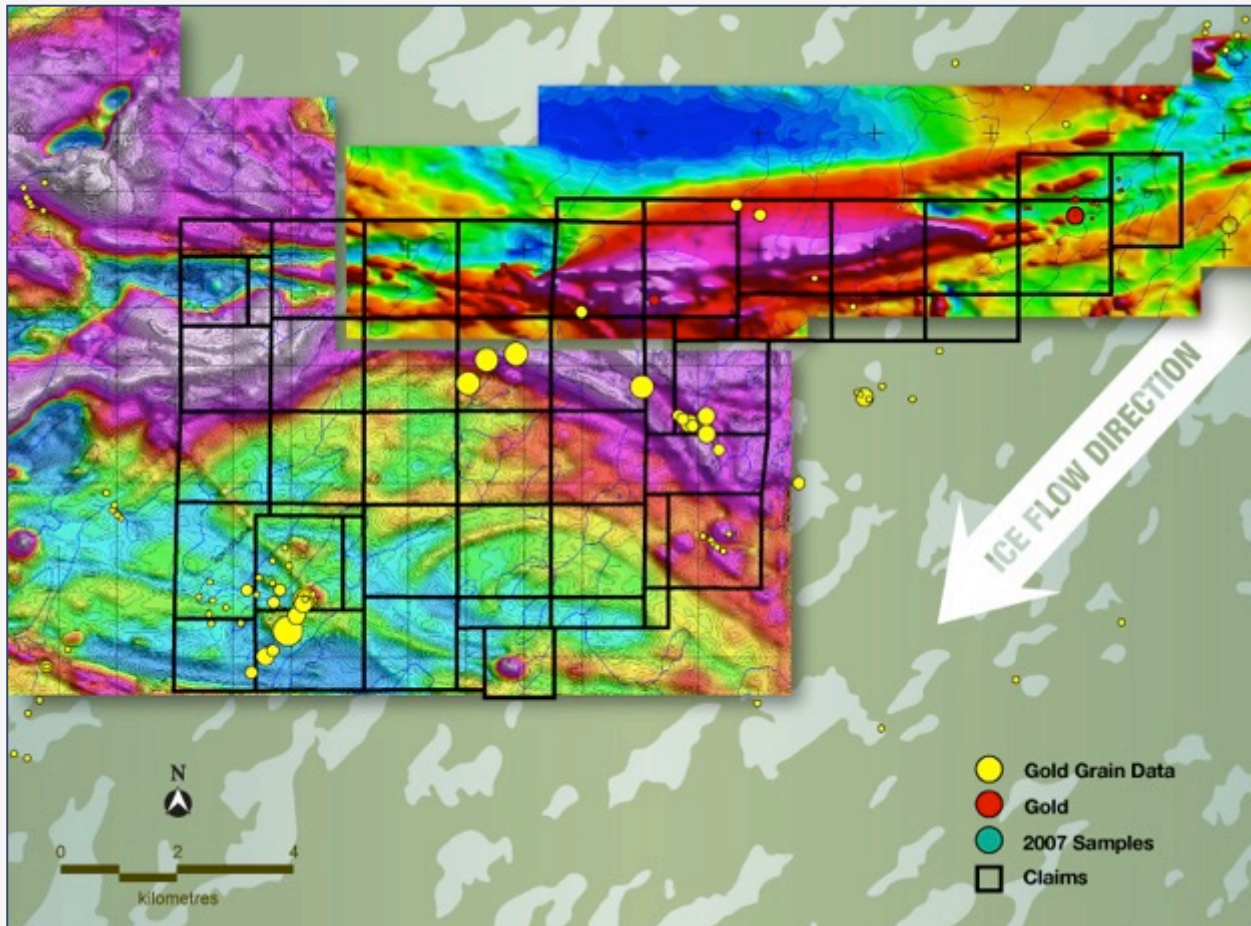 ICE FLOW DIRECTION
N
0 2 4
kilometres
Gold Grain Data
Gold
2007 Samples
Claims